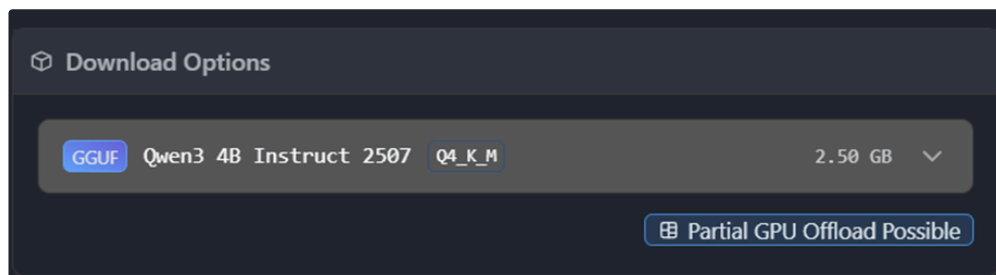 Download Options
GGUF Qwen3 4B Instruct 2507 Q4_K_M 2.50 GB
Partial GPU Offload Possible